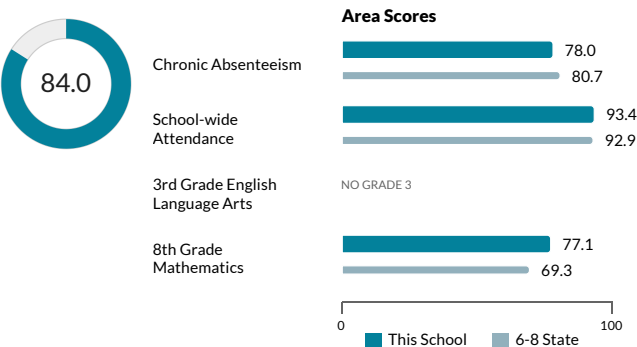 Area Scores
84.0
Chronic Absenteeism
78.0
80.7
School-wide
Attendance
93.4
92.9
3rd Grade English
Language Arts
NO GRADE 3
8th Grade
Mathematics
77.1
69.3
0
100
This School
6-8 State